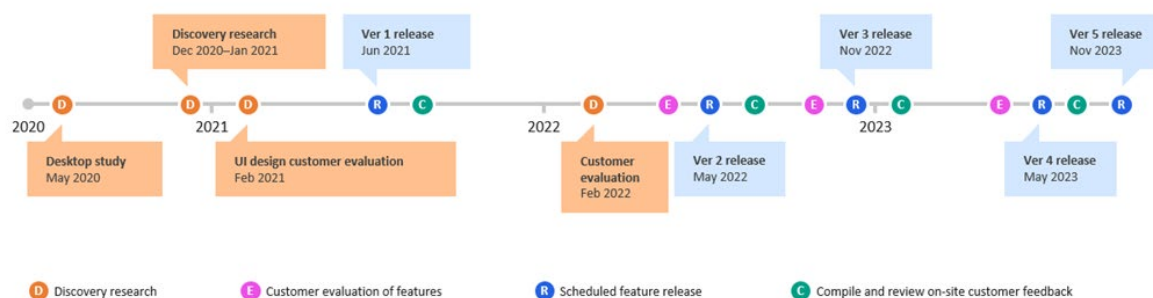 Discovery research
Dec 2020–Jan 2021
Ver 1 release
Jun 2021
Ver 3 release
Nov 2022
Ver 5 release
Nov 2023
D
D
D
R
C
D
E
R
C
E
R
C
E
R
C
R
2020
2021
2022
2023
Desktop study
May 2020
UI design customer evaluation
Feb 2021
Customer
evaluation
Feb 2022
Ver 2 release
May 2022
Ver 4 release
May 2023
D Discovery research
E Customer evaluation of features
R Scheduled feature release
C Compile and review on-site customer feedback